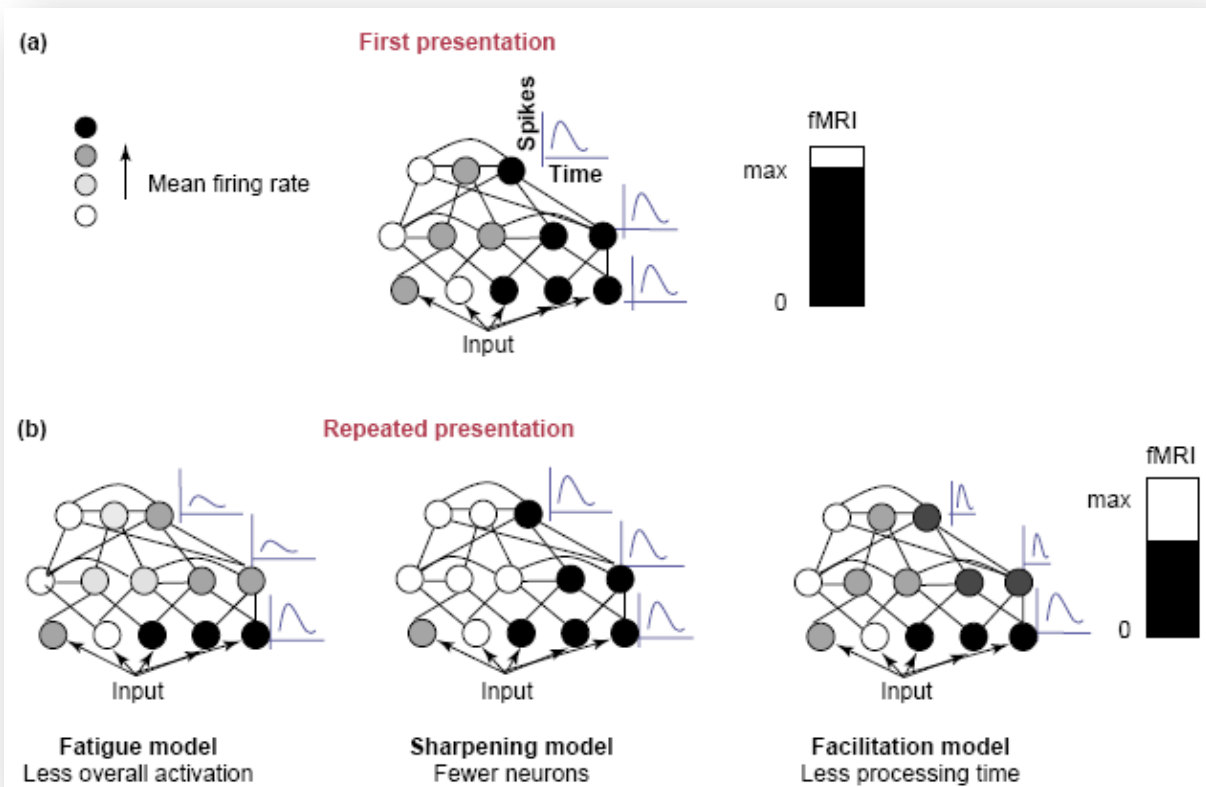 (a)
First presentation
Mean firing rate
Spikes
Time
Input
fMRI
max
0
(b)
Repeated presentation
Input
Input
Input
fMRI
max
0
Fatigue model
Less overall activation
Sharpening model
Fewer neurons
Facilitation model
Less processing time